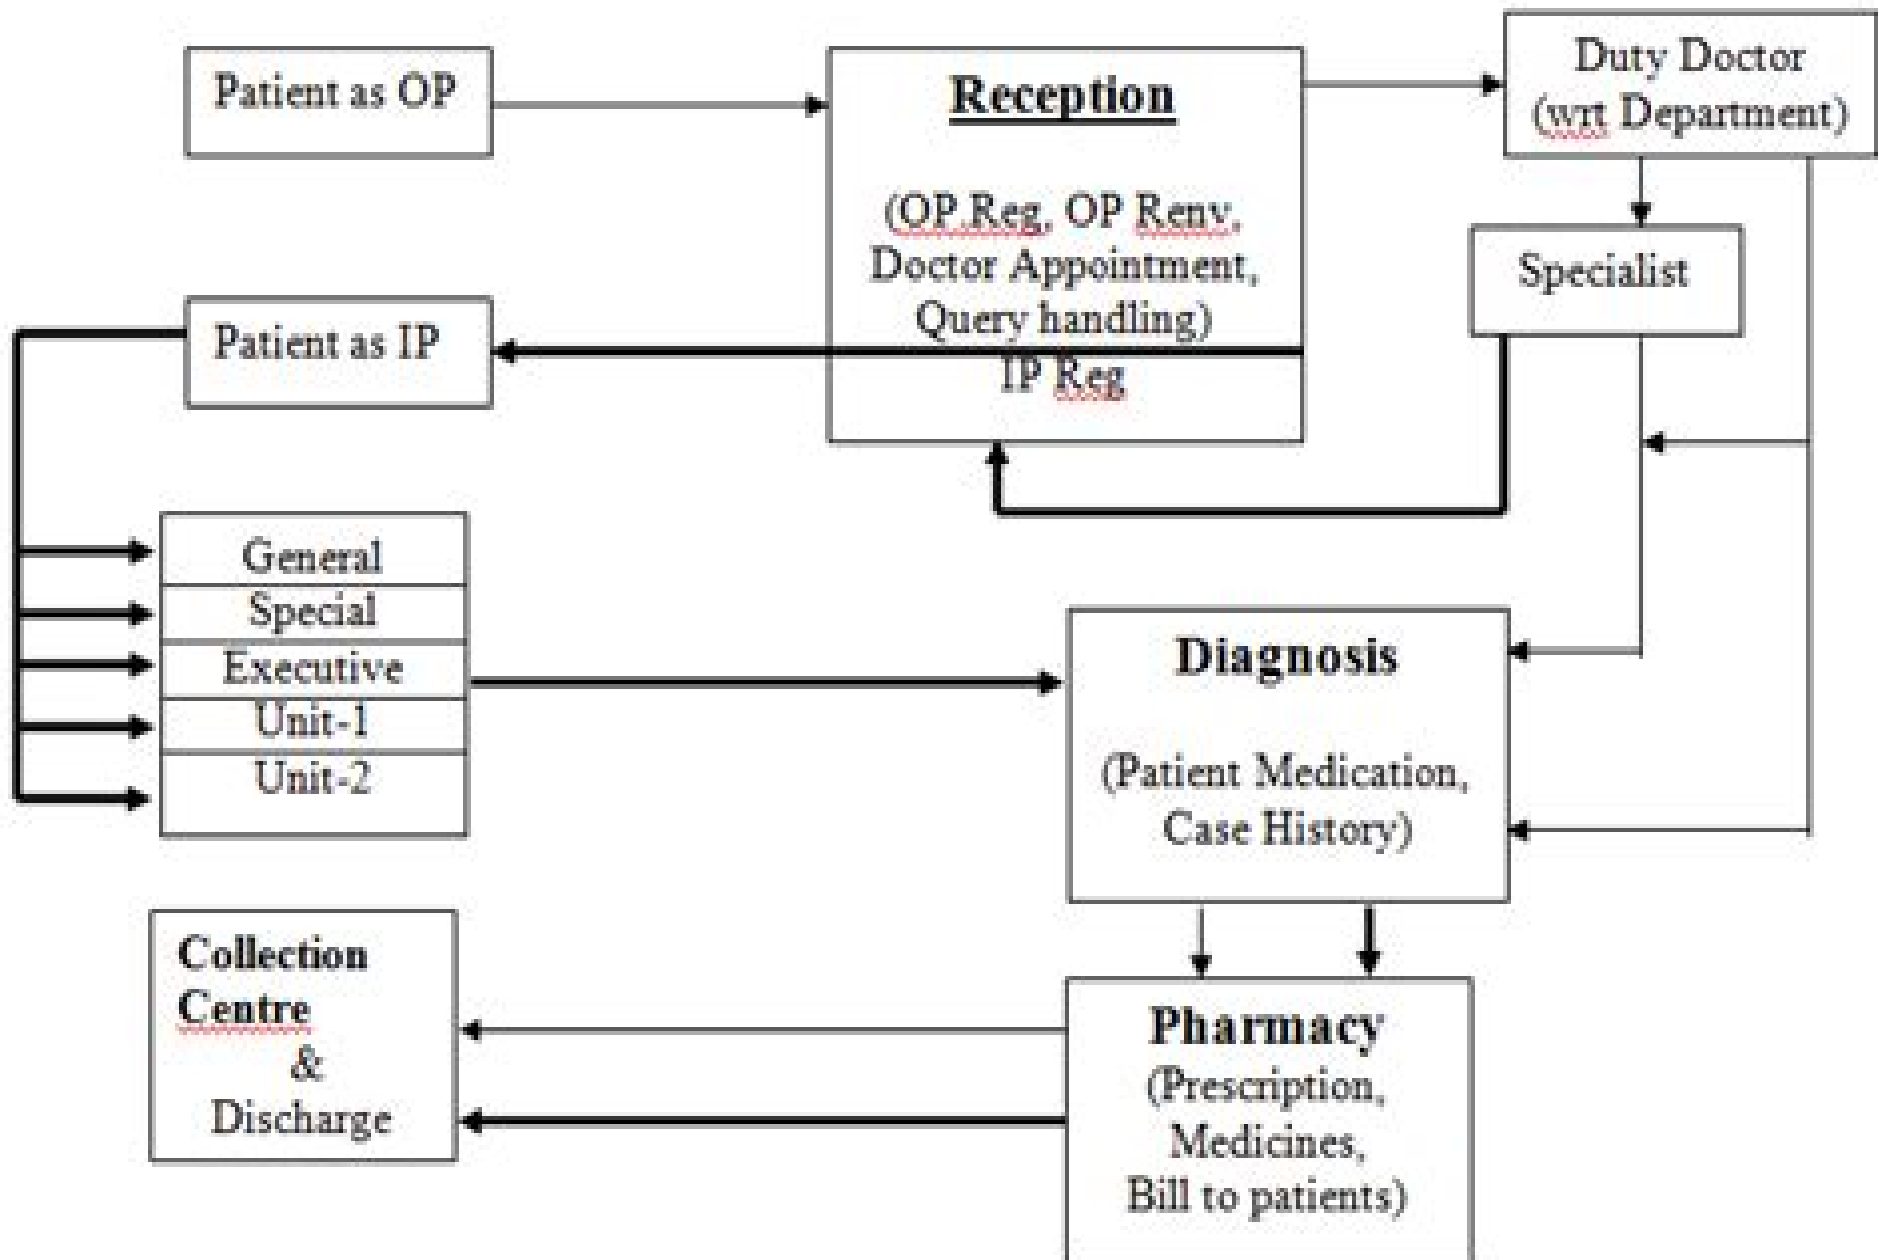 Patient as OP
Reception
(OP.Reg, OP Renv,
Doctor Appointment,
Query handling)
IP Reg
Duty Doctor
(wrt Department)
Specialist
Patient as IP
General
Special
Executive
Unit-1
Unit-2
Diagnosis
(Patient Medication,
Case History)
Collection
Centre
&
Discharge
Pharmacy
(Prescription,
Medicines,
Bill to patients)